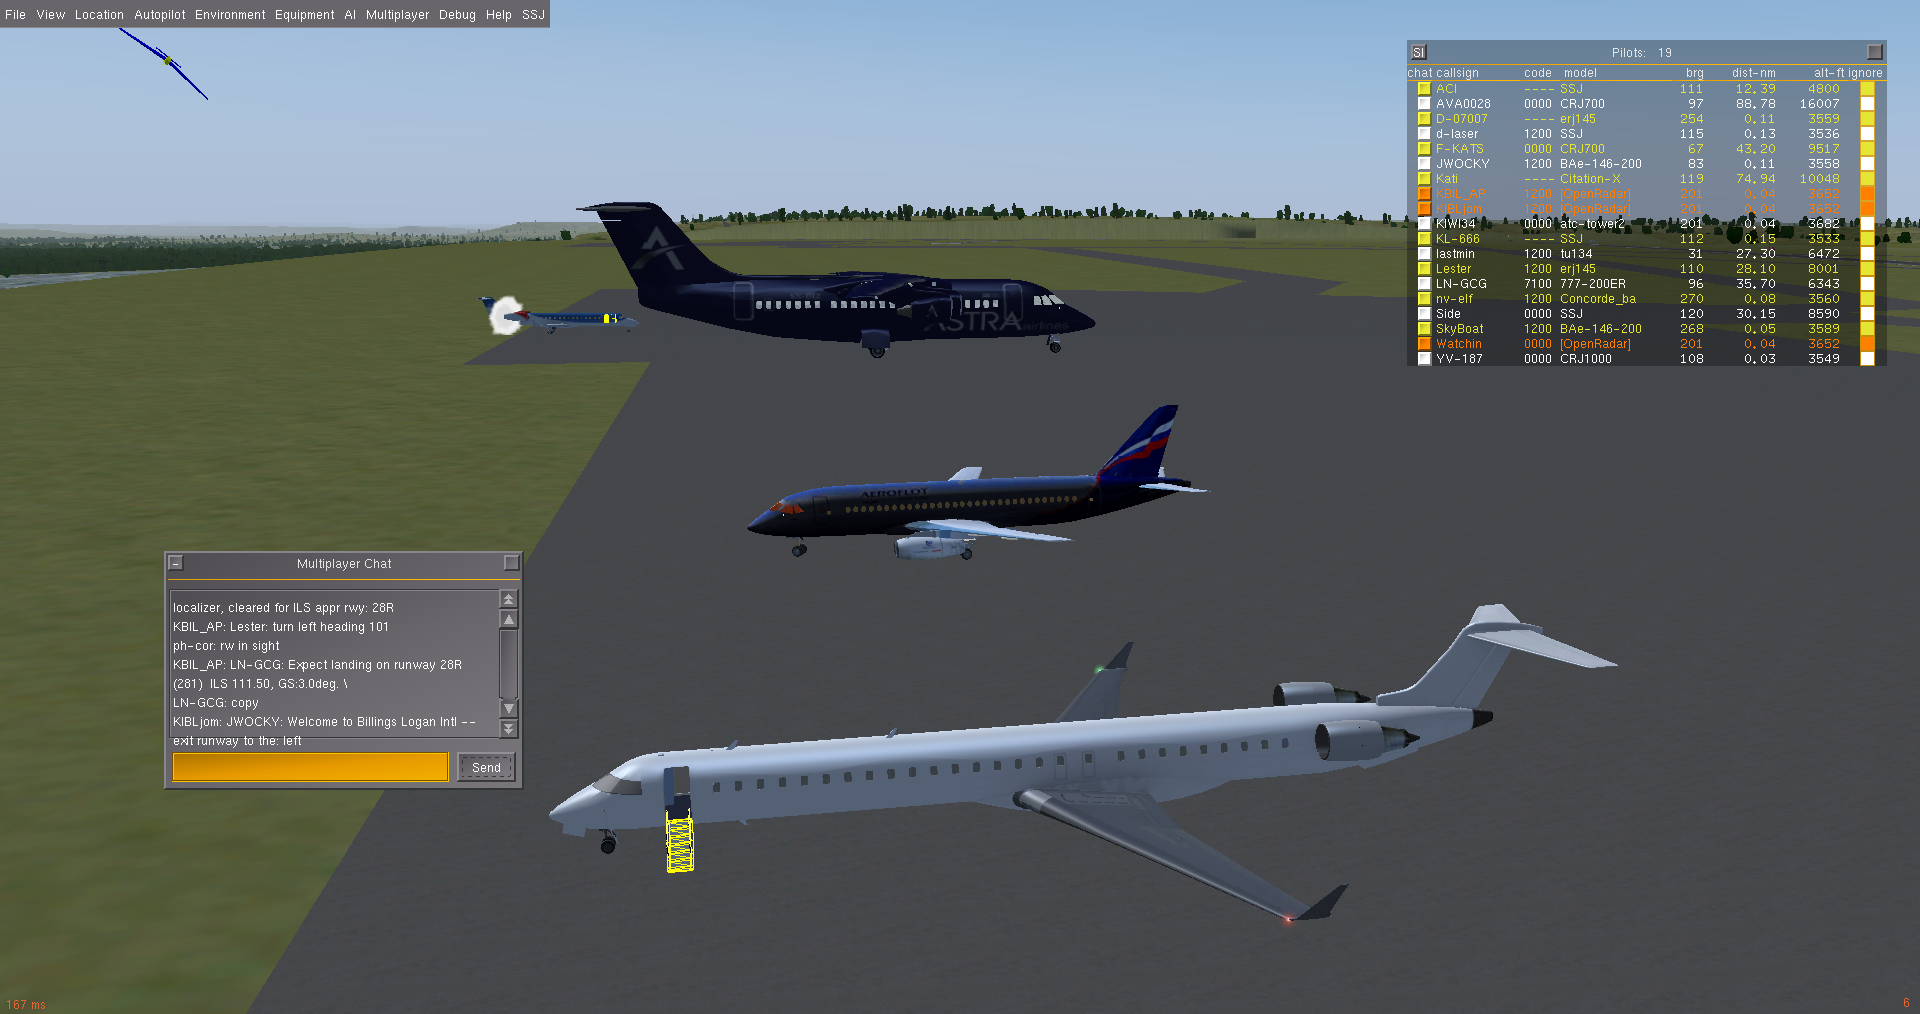 File View Location Autopilot Environment Equipment AI Multiplayer Debug Help SSJ
SI Pilots: 19
chat callsign code model brg dist-nm alt-ft ignore
ACI ---- SSJ 111 12.39 4800
AVA0028 0000 CRJ700 97 88.78 16007
D-07007 ---- erj145 254 0.11 3559
d-laser 1200 SSJ 115 0.13 3536
F-KATS 0000 CRJ700 67 43.20 9517
JWOCKY 1200 BAe-146-200 83 0.11 3558
Kati ---- Citation-X 119 74.94 10048
KBIL_AP 1200 [OpenRadar] 201 0.04 3652
KIBLjom 1200 [OpenRadar] 201 0.04 3652
KIWI34 0000 atc-tower2 201 0.04 3682
KL-666 ---- SSJ 112 0.15 3533
lastmin 1200 tu134 31 27.30 6472
Lester 1200 erj145 110 28.10 8001
LN-GCG 7100 777-200ER 96 35.70 6343
nv-elf 1200 Concorde_ba 270 0.08 3560
Side 0000 SSJ 120 30.15 8590
SkyBoat 1200 BAe-146-200 268 0.05 3589
Watchin 0000 [OpenRadar] 201 0.04 3652
YV-187 0000 CRJ1000 108 0.03 3549
ASTRA airlines
AEROFLOT
Multiplayer Chat
localizer, cleared for ILS appr rwy: 28R
KBIL_AP: Lester: turn left heading 101
ph-cor: rw in sight
KBIL_AP: LN-GCG: Expect landing on runway 28R
(281) ILS 111.50, GS:3.0deg. \
LN-GCG: copy
KIBLjom: JWOCKY: Welcome to Billings Logan Intl --
exit runway to the: left
Send
167 ms
6